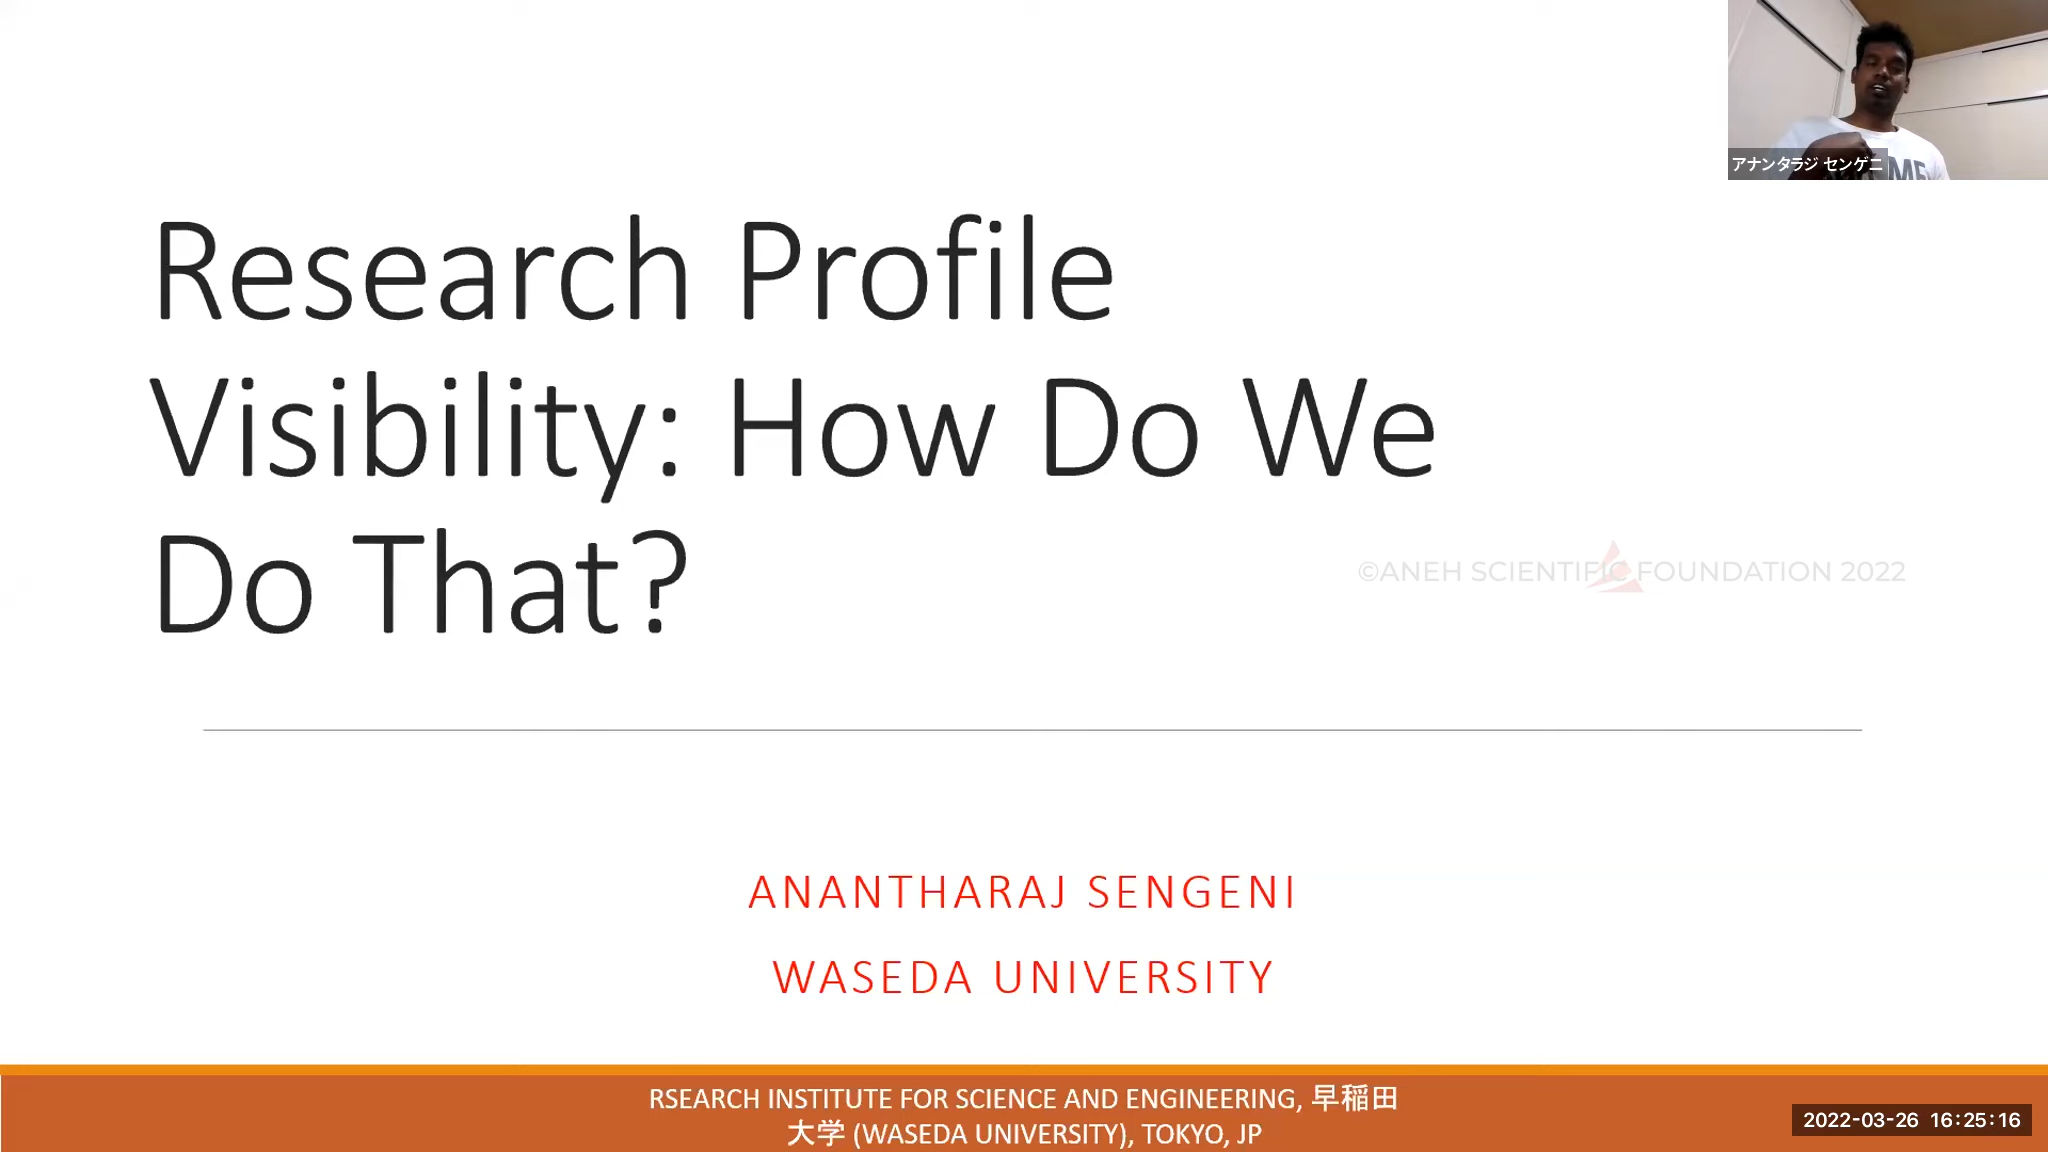 アナンタラジ センゲニ
Research Profile
Visibility: How Do We
Do That?
©ANEH SCIENTIFIC FOUNDATION 2022
ANANTHARAJ SENGENI
WASEDA UNIVERSITY
RSEARCH INSTITUTE FOR SCIENCE AND ENGINEERING, 早稲田
大学 (WASEDA UNIVERSITY), TOKYO, JP
2022-03-26 16:25:16